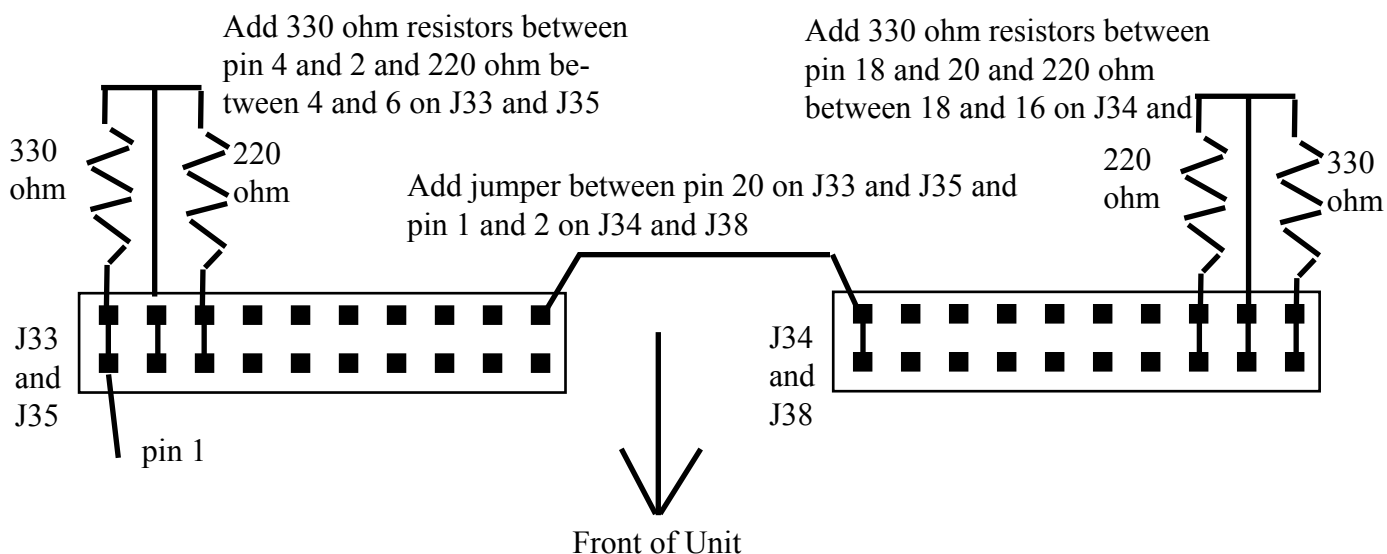 Add 330 ohm resistors between
pin 4 and 2 and 220 ohm be-
tween 4 and 6 on J33 and J35
Add 330 ohm resistors between
pin 18 and 20 and 220 ohm
between 18 and 16 on J34 and
330
ohm
220
ohm
220
ohm
330
ohm
Add jumper between pin 20 on J33 and J35 and
pin 1 and 2 on J34 and J38
J33
and
J35
J34
and
J38
pin 1
Front of Unit